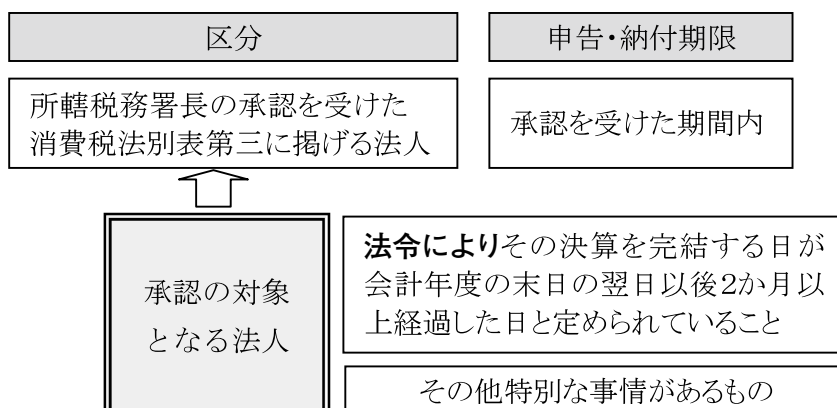 区分
申告・納付期限
所轄税務署長の承認を受けた
消費税法別表第三に掲げる法人
承認を受けた期間内
承認の対象
となる法人
法令によりその決算を完結する日が
会計年度の末日の翌日以後2か月以
上経過した日と定められていること
その他特別な事情があるもの